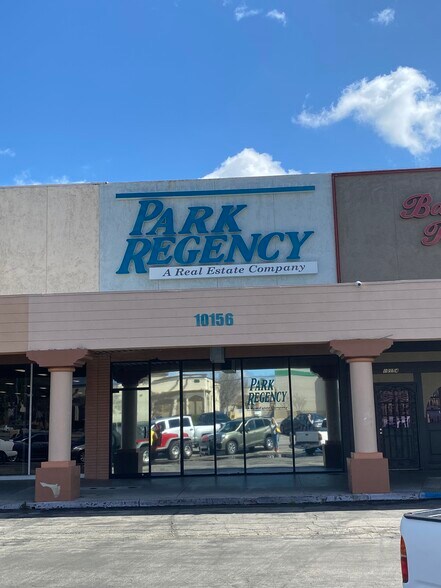 PARK
REGENCY
A Real Estate Company
10156
PARK
REGENCY